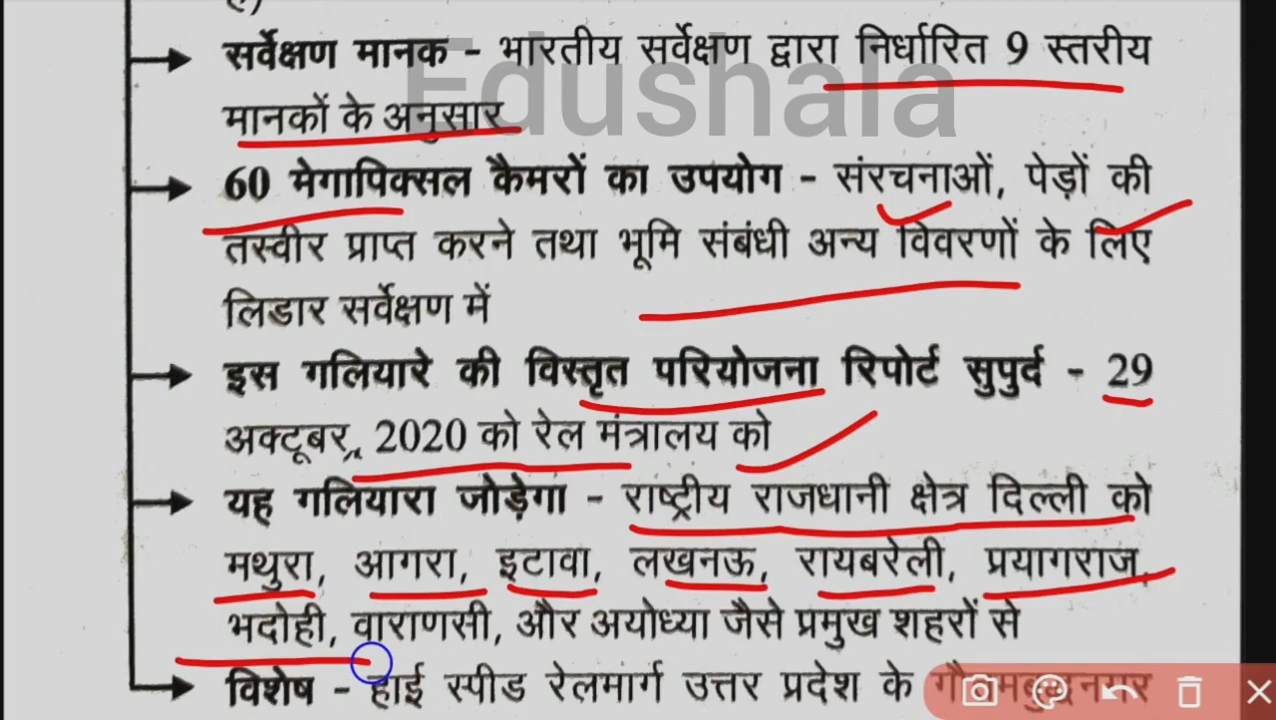 सर्वेक्षण मानक - भारतीय सर्वेक्षण द्वारा निर्धारित 9 स्तरीय
मानकों के अनुसार
Edushala
60 मेगापिक्सल कैमरों का उपयोग - संरचनाओं, पेड़ों की
तस्वीर प्राप्त करने तथा भूमि संबंधी अन्य विवरणों के लिए
लिडार सर्वेक्षण में
इस गलियारे की विस्तृत परियोजना रिपोर्ट सुपुर्द - 29
अक्टूबर, 2020 को रेल मंत्रालय को
यह गलियारा जोड़ेगा - राष्ट्रीय राजधानी क्षेत्र दिल्ली को
मथुरा, आगरा, इटावा, लखनऊ, रायबरेली, प्रयागराज,
भदोही, वाराणसी, और अयोध्या जैसे प्रमुख शहरों से
विशेष - हाई स्पीड रेलमार्ग उत्तर प्रदेश के